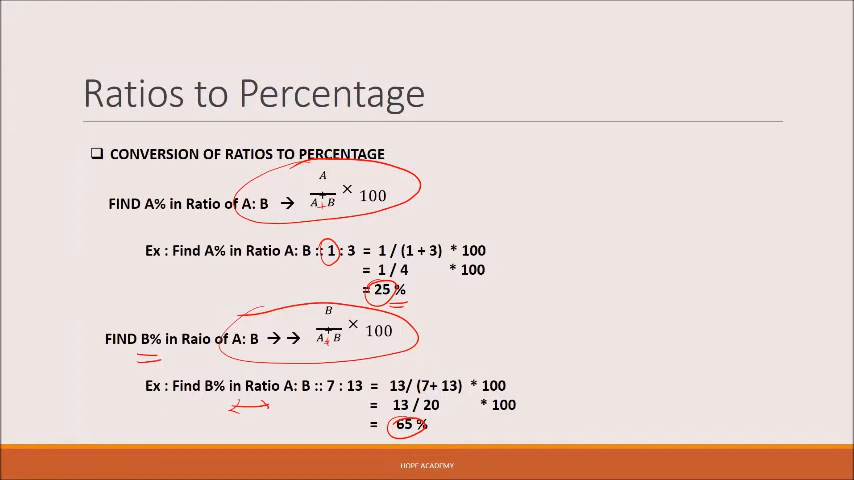 Ratios to Percentage
CONVERSION OF RATIOS TO PERCENTAGE
FIND A% in Ratio of A: B → A / A + B × 100
Ex : Find A% in Ratio A: B :: 1 : 3 = 1 / (1 + 3) * 100
= 1 / 4 * 100
= 25 %
FIND B% in Raio of A: B → → B / A + B × 100
Ex : Find B% in Ratio A: B :: 7 : 13 = 13/ (7+ 13) * 100
= 13 / 20 * 100
= 65 %
HOPE ACADEMY